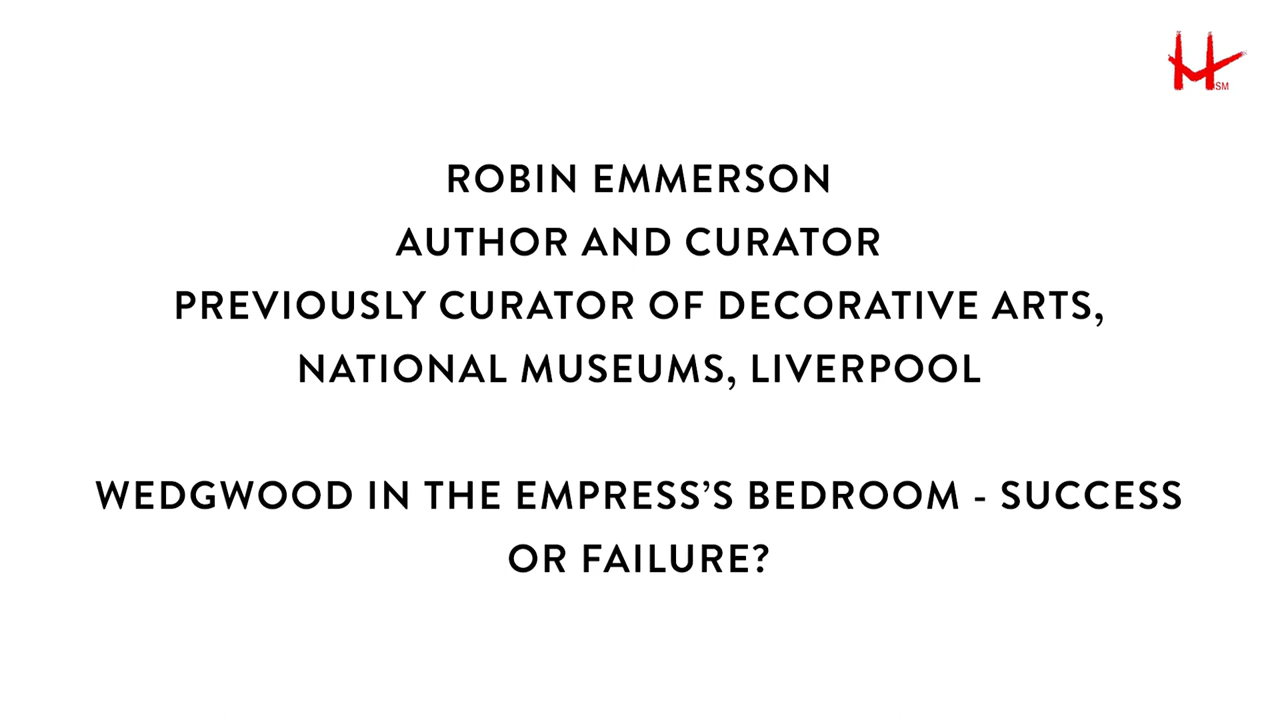 SM
ROBIN EMMERSON
AUTHOR AND CURATOR
PREVIOUSLY CURATOR OF DECORATIVE ARTS,
NATIONAL MUSEUMS, LIVERPOOL
WEDGWOOD IN THE EMPRESS’S BEDROOM - SUCCESS
OR FAILURE?